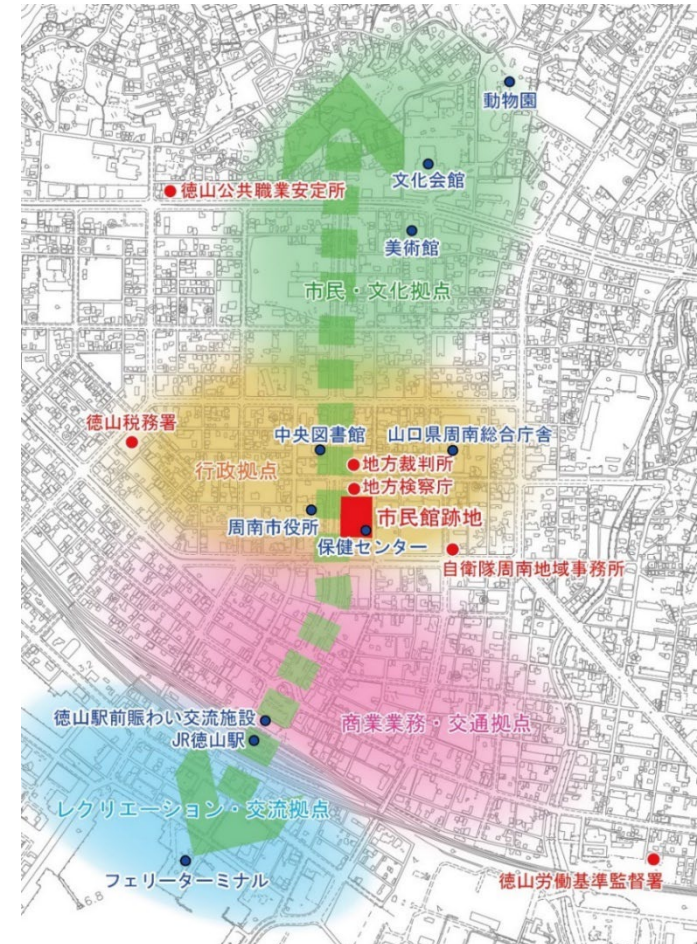 動物園
文化会館
徳山公共職業安定所
美術館
市民・文化拠点
徳山税務署
中央図書館
山口県周南総合庁舎
地方裁判所
行政拠点
地方検察庁
市民館跡地
周南市役所
保健センター
自衛隊周南地域事務所
徳山駅前賑わい交流施設
商業業務・交通拠点
JR徳山駅
レクリエーション・交流拠点
フェリーターミナル
徳山労働基準監督署
3.2
6.8